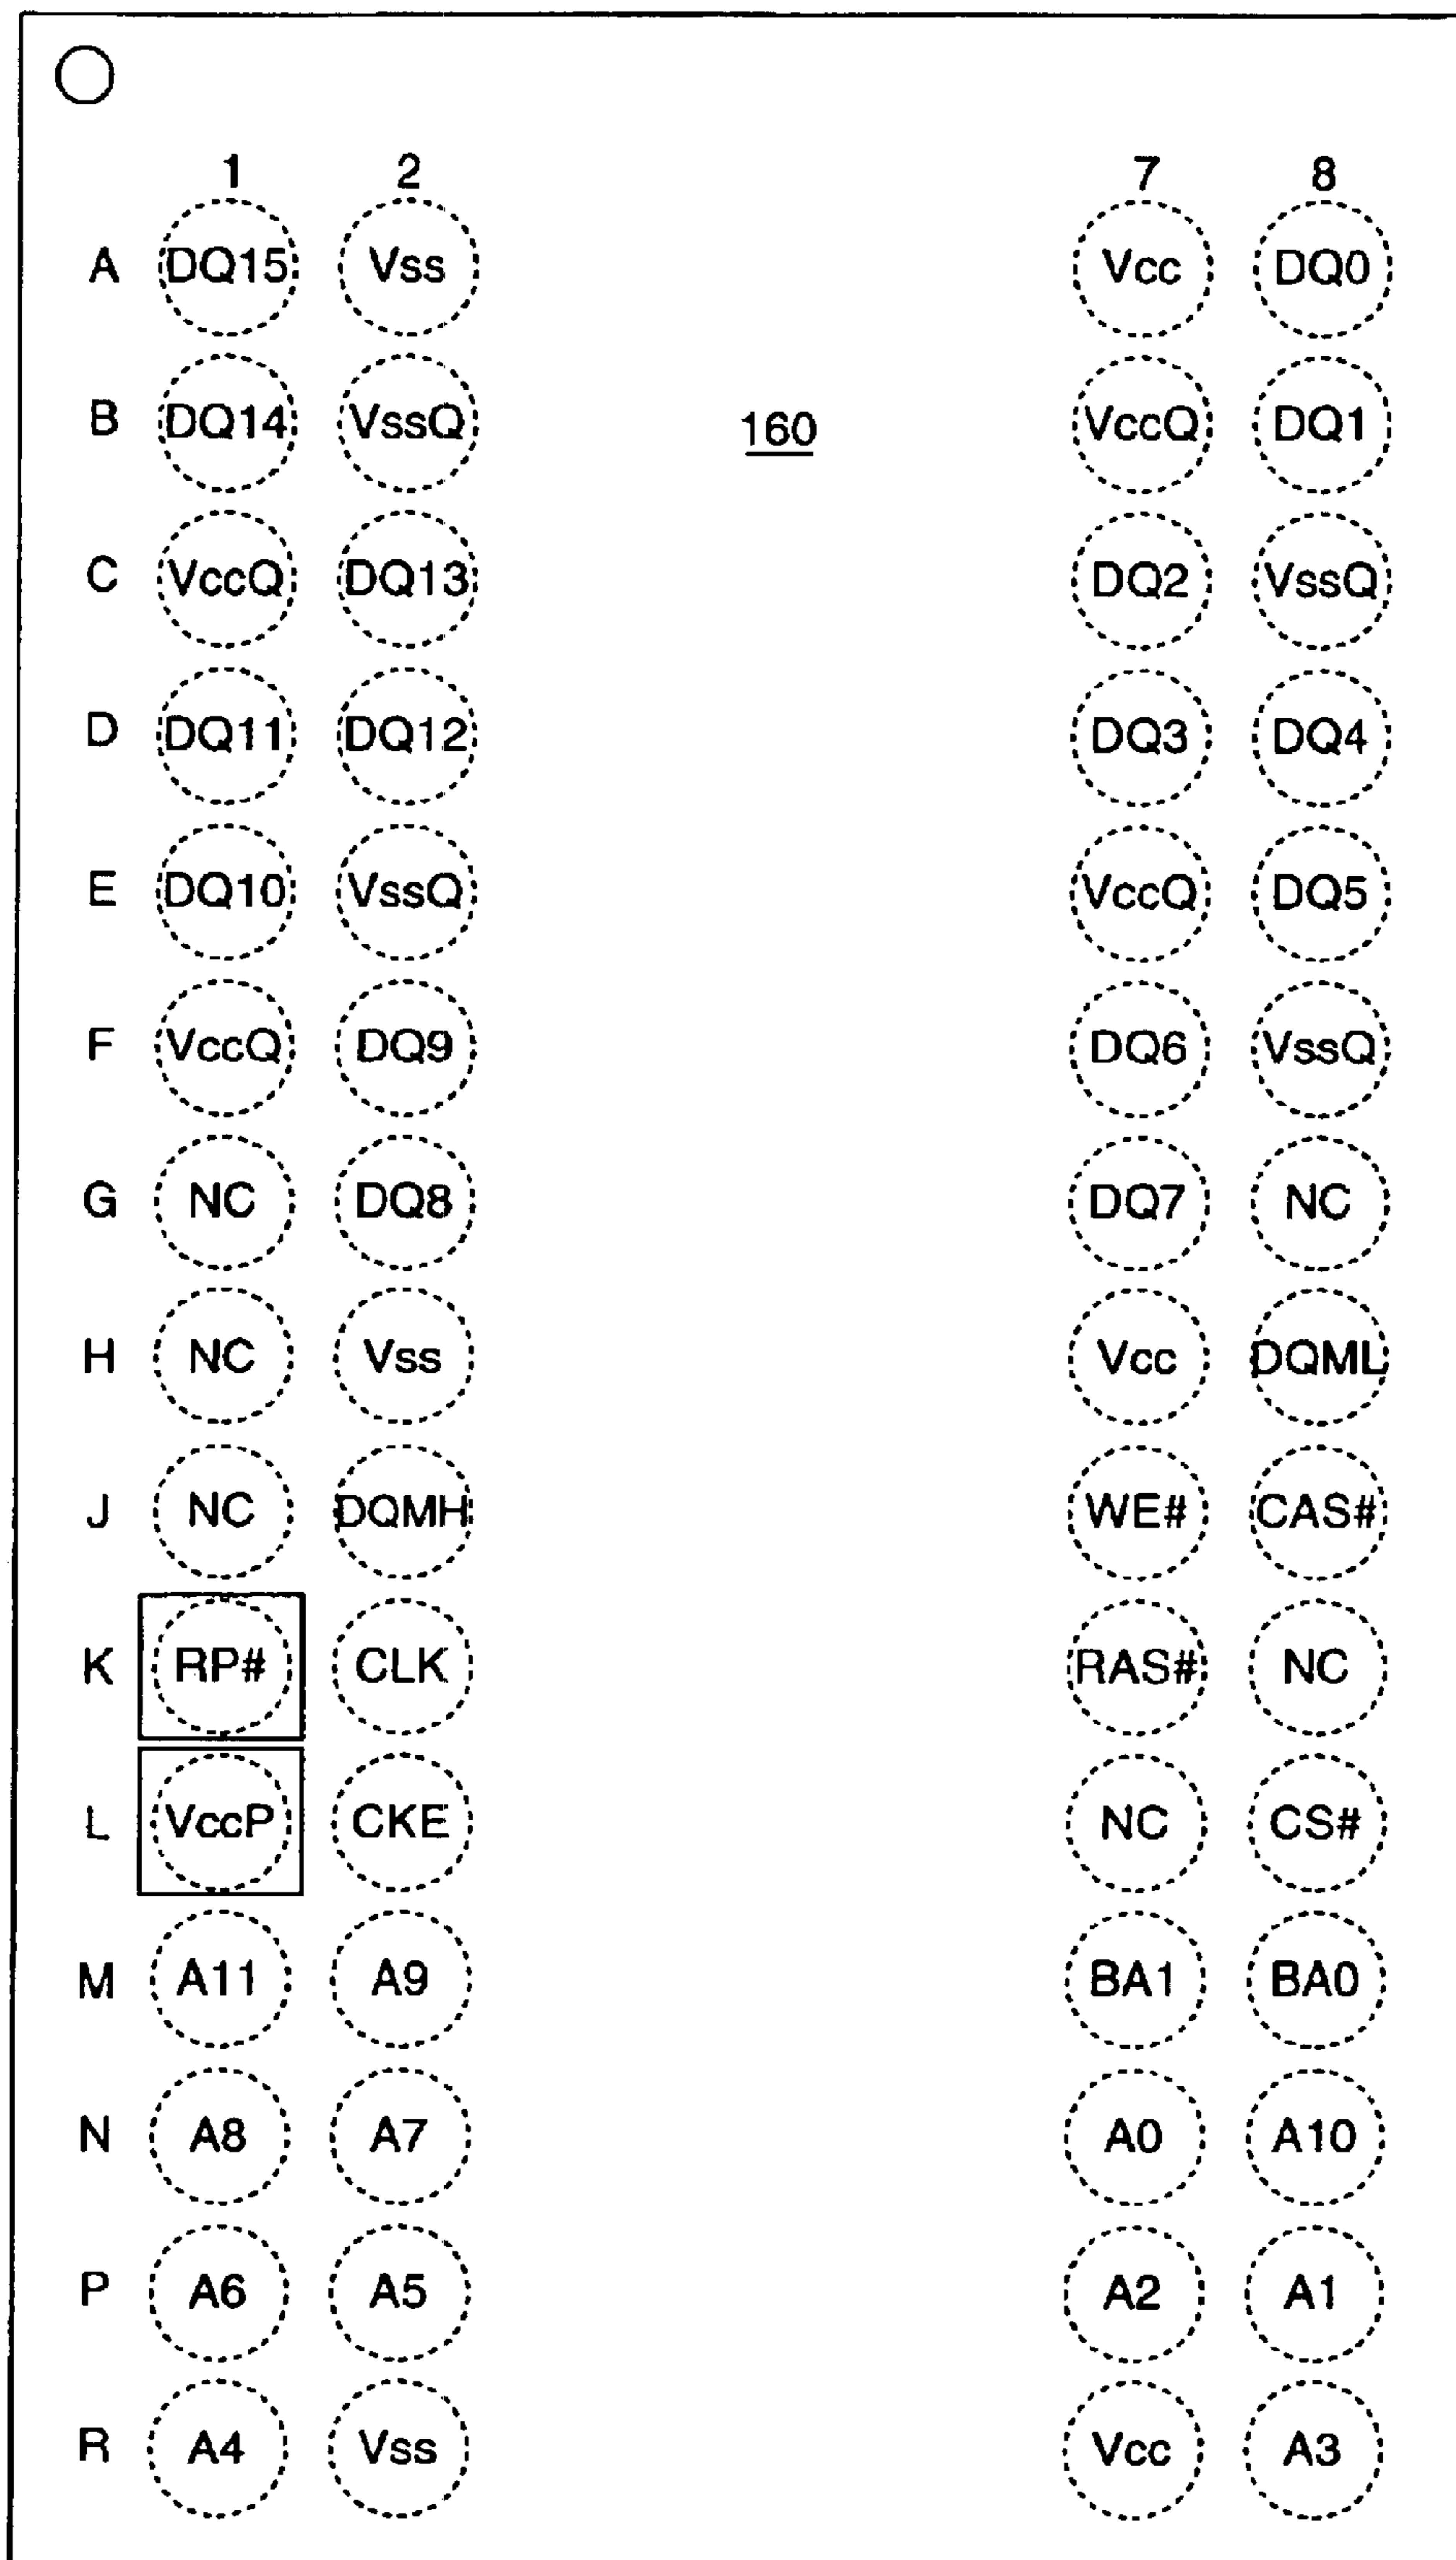 1 2 7 8
A DQ15 Vss Vcc DQ0
B DQ14 VssQ 160 VccQ DQ1
C VccQ DQ13 DQ2 VssQ
D DQ11 DQ12 DQ3 DQ4
E DQ10 VssQ VccQ DQ5
F VccQ DQ9 DQ6 VssQ
G NC DQ8 DQ7 NC
H NC Vss Vcc DQML
J NC DQMH WE# CAS#
K RP# CLK RAS# NC
L VccP CKE NC CS#
M A11 A9 BA1 BA0
N A8 A7 A0 A10
P A6 A5 A2 A1
R A4 Vss Vcc A3